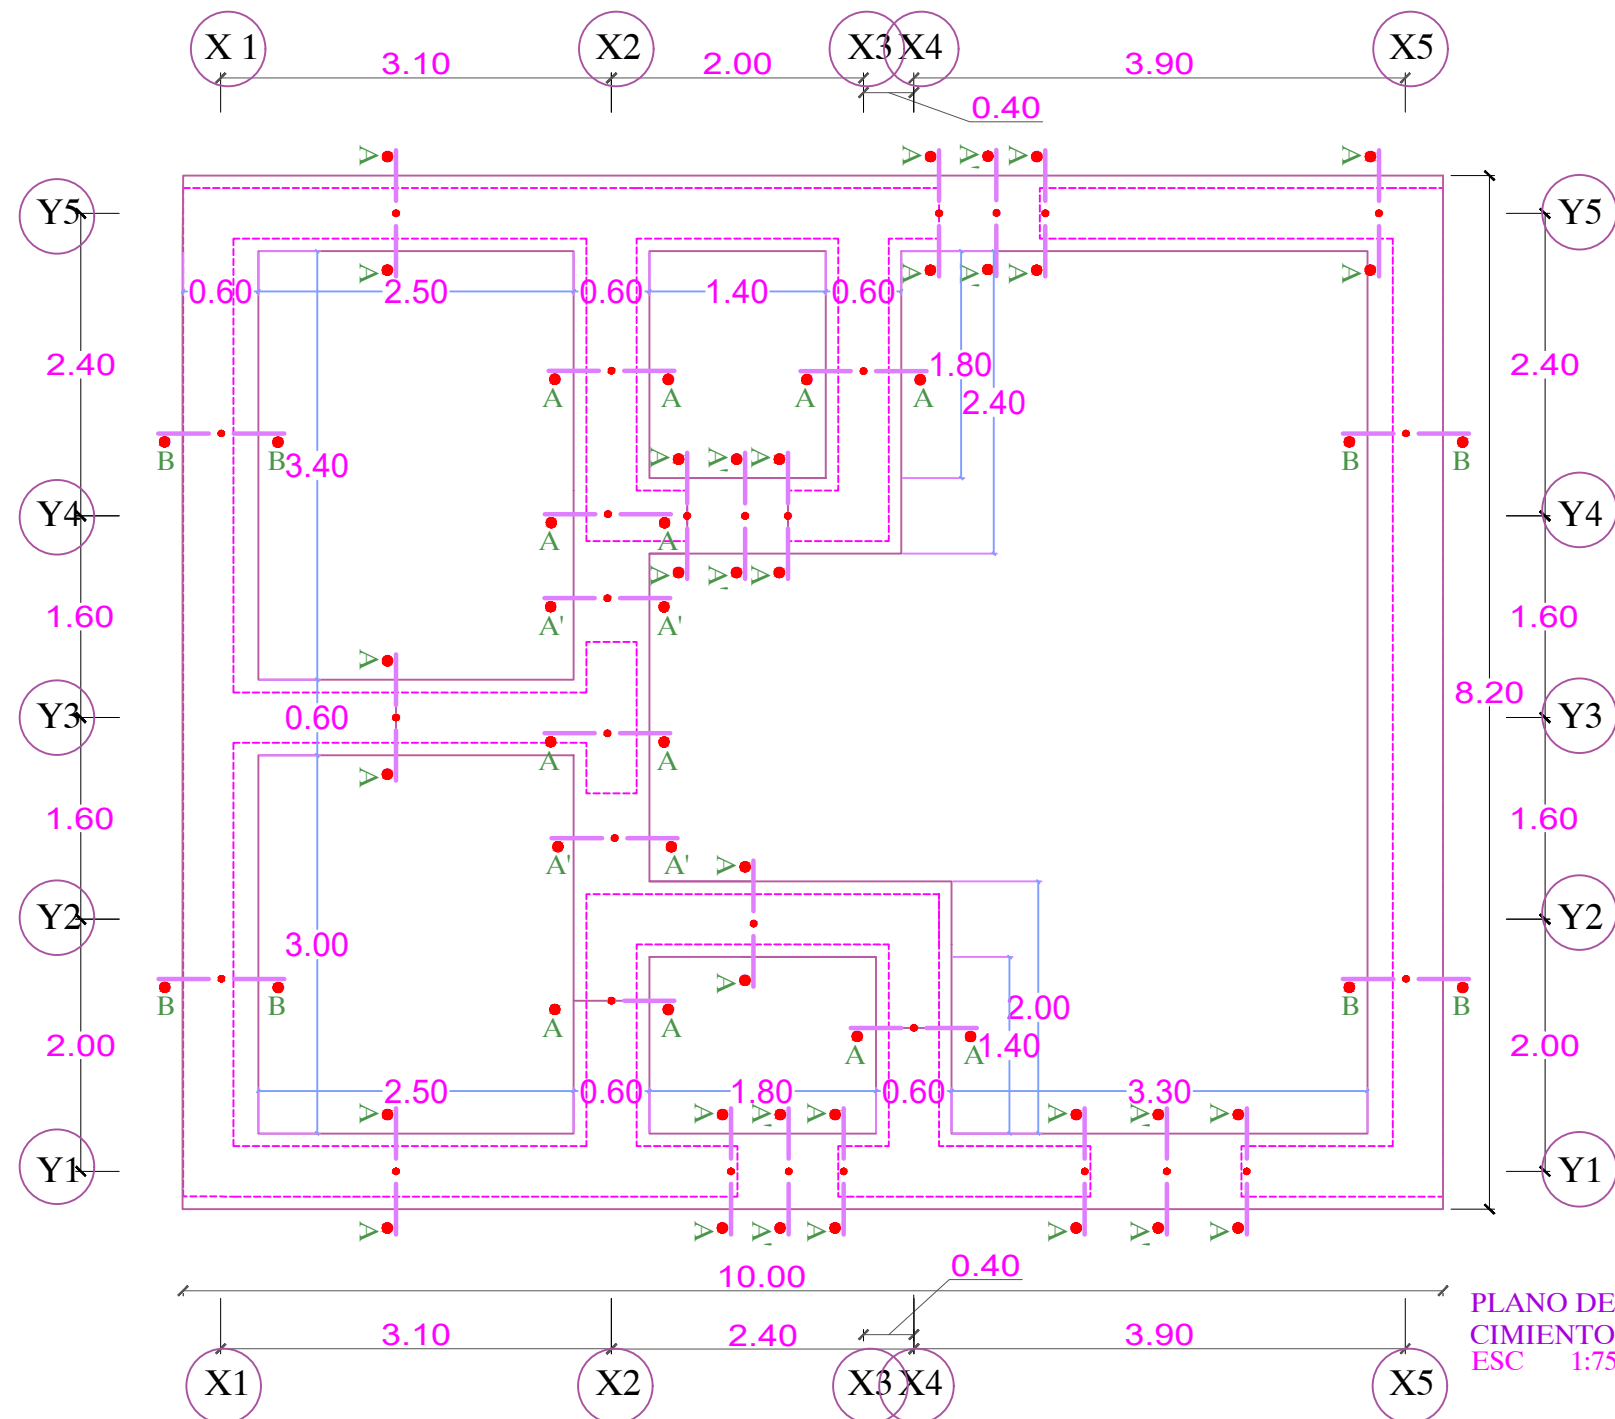 X 1 X2 X3 X4 X5
3.10 2.00 3.90
0.40
A A A' A A
Y5 Y5
A A A' A A
0.60 2.50 0.60 1.40 0.60
2.40 1.80 2.40
2.40
A A A A
B B 3.40 B B
A A' A
Y4 Y4
A A
A A' A
1.60 A' A' 1.60
A
8.20
Y3 0.60 Y3
A A
A
1.60 1.60
A' A'
A
Y2 Y2
3.00
A
B B B B
2.00
A A
2.00 A A 1.40 2.00
2.50 0.60 1.80 0.60 3.30
A A A' A A A' A
Y1 Y1
A A A' A A A' A
0.40
10.00
PLANO DE
CIMIENTO
3.10 2.40 3.90
ESC 1:75
X1 X2 X3 X4 X5